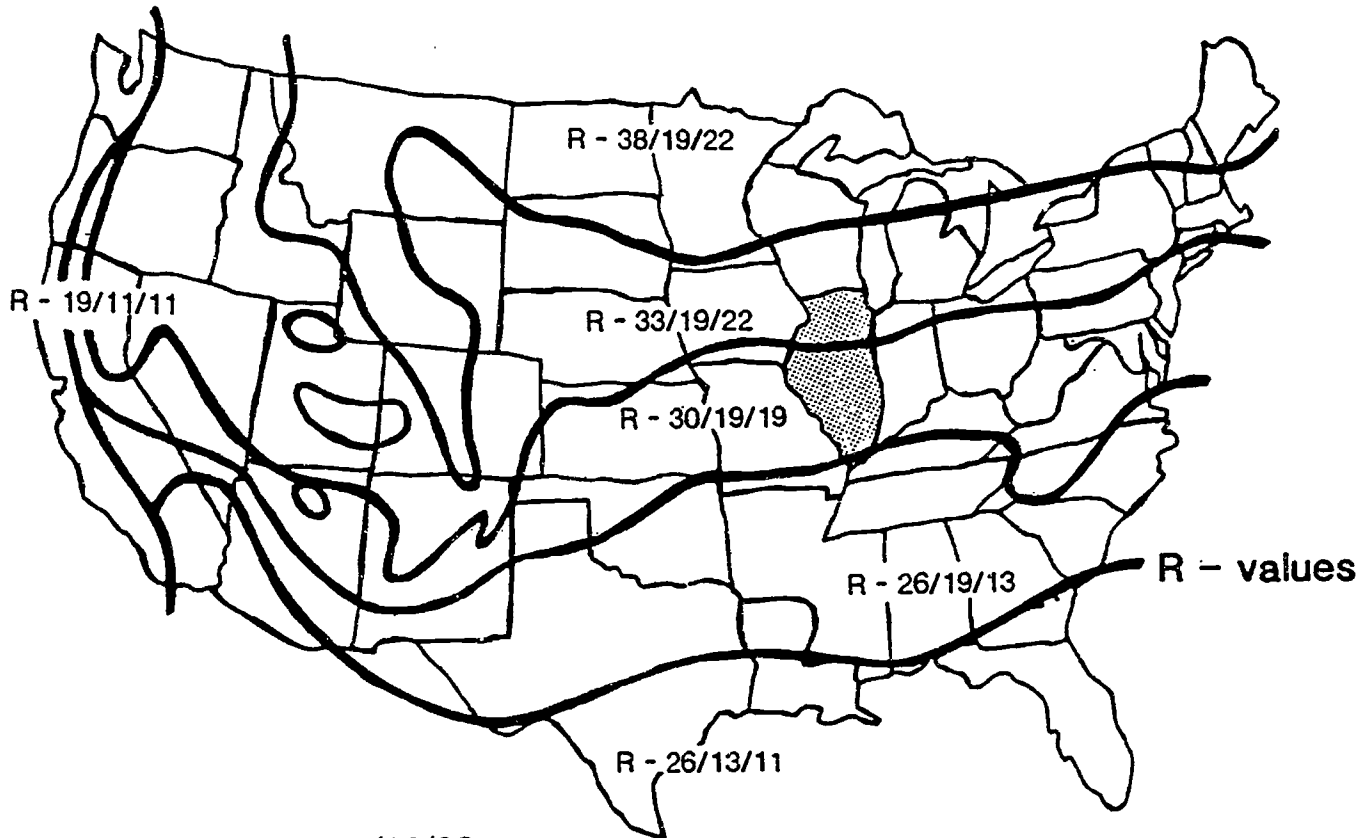 R - 38/19/22
R - 19/11/11
R - 33/19/22
R - 30/19/19
R - 26/19/13
R - values
R - 26/13/11